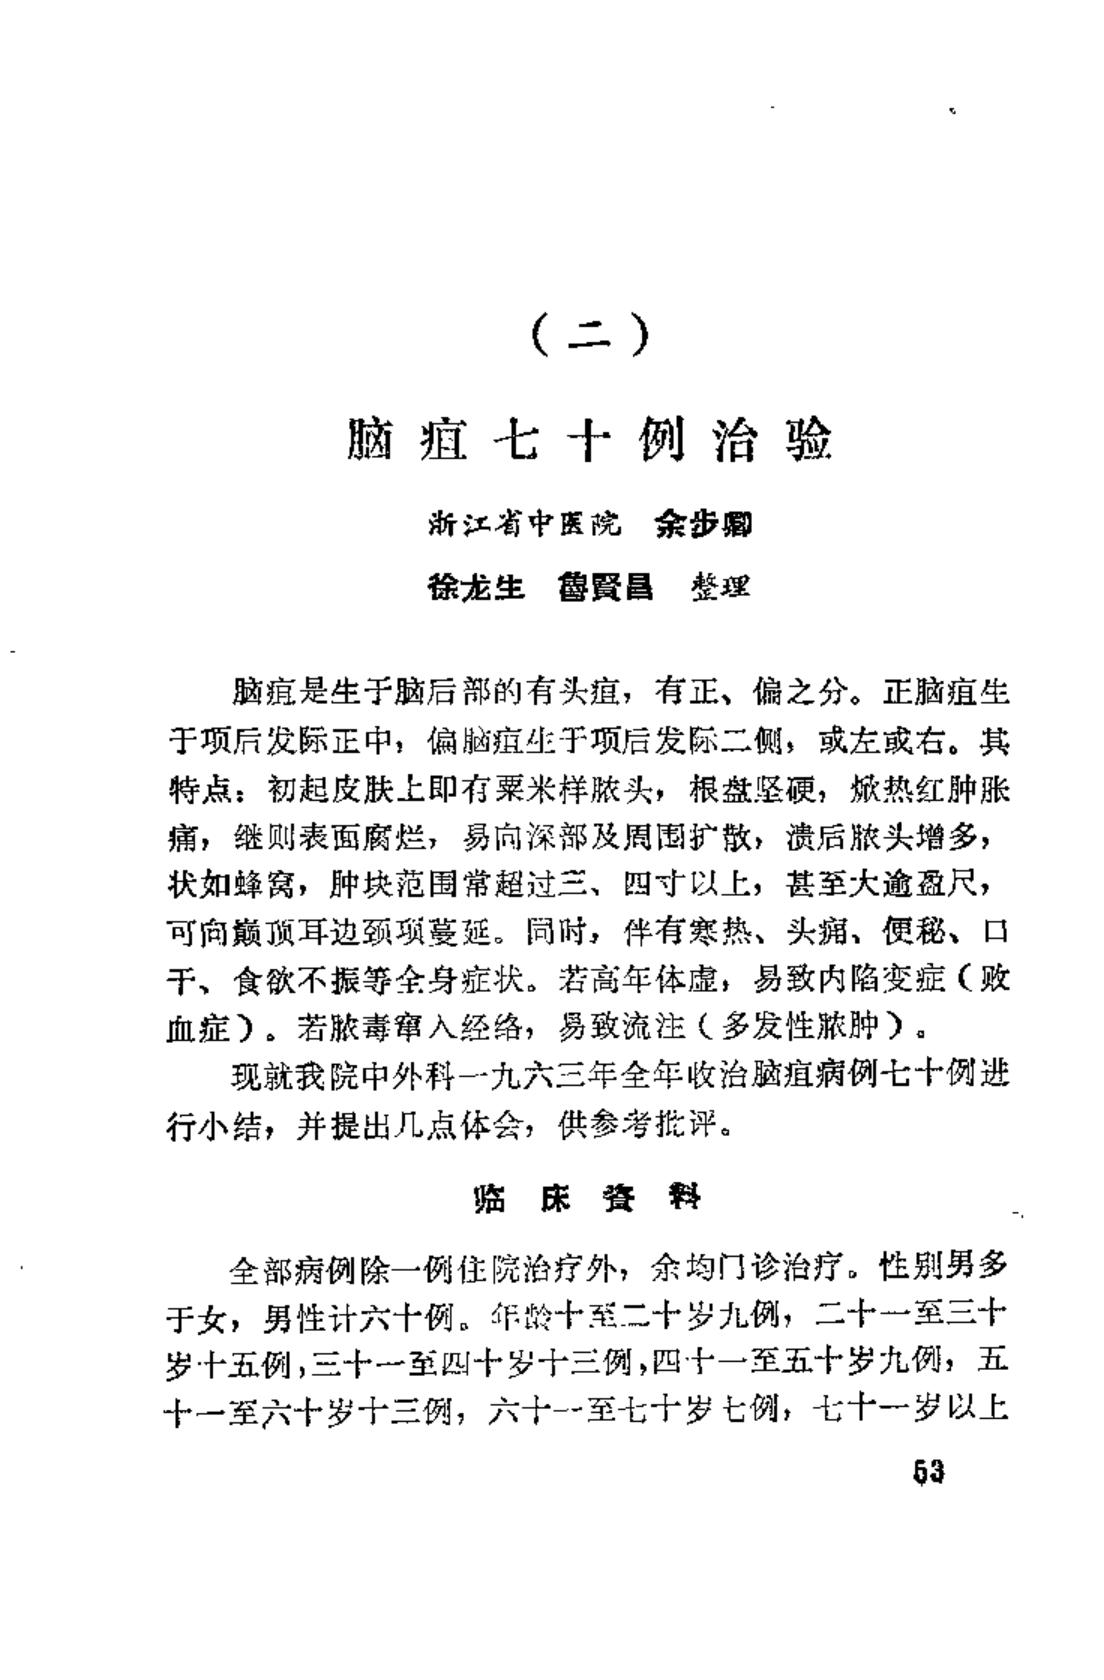 （二）
脑疽七十例治验
浙江省中医院 余步卿
徐龙生 魯賢昌 整理
脑疽是生于脑后部的有头疽，有正、偏之分。正脑疽生
于项后发际正中，偏脑疽生于项后发际二侧，或左或右。其
特点：初起皮肤上即有粟米样脓头，根盘坚硬，焮热红肿胀
痛，继则表面腐烂，易向深部及周围扩散，溃后脓头增多，
状如蜂窝，肿块范围常超过三、四寸以上，甚至大逾盈尺，
可向巅顶耳边颈项蔓延。同时，伴有寒热、头痛、便秘、口
干、食欲不振等全身症状。若高年体虚，易致内陷变症（败
血症）。若脓毒窜入经络，易致流注（多发性脓肿）。
现就我院中外科一九六三年全年收治脑疽病例七十例进
行小结，并提出几点体会，供参考批评。
临床資料
全部病例除一例住院治疗外，余均门诊治疗。性别男多
于女，男性计六十例。年龄十至二十岁九例，二十一至三十
岁十五例，三十一至四十岁十三例，四十一至五十岁九例，五
十一至六十岁十三例，六十一至七十岁七例，七十一岁以上
53